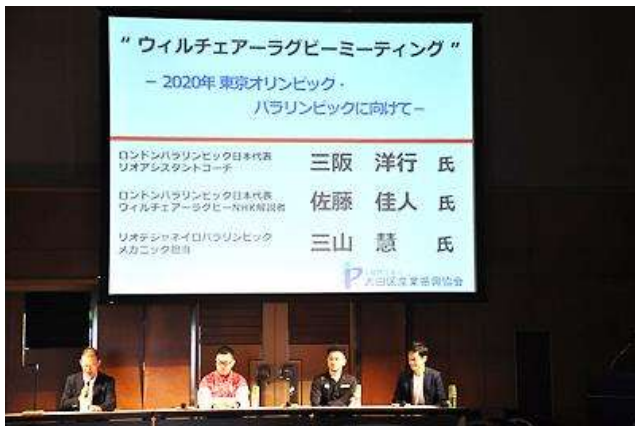 “ ウィルチェアーラグビーミーティング ”
－ 2020年 東京オリンピック・
パラリンピックに向けて－
ロンドンパラリンピック日本代表
リオアシスタントコーチ
三阪 洋行 氏
ロンドンパラリンピック日本代表
ウィルチェアーラグビーNHK解説者
佐藤 佳人 氏
リオデジャネイロパラリンピック
メカニック担当
三山 慧 氏
大田区産業振興協会